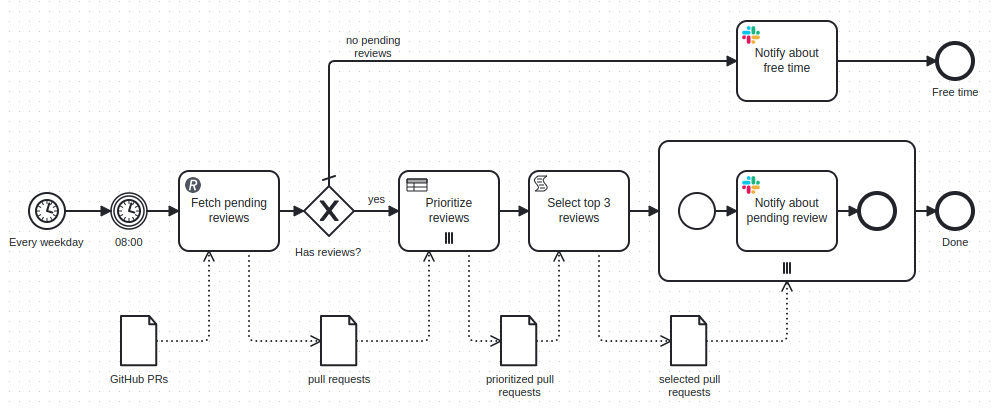 no pending
reviews
Notify about
free time
Free time
Every weekday
08:00
Fetch pending
reviews
Has reviews?
yes
Prioritize
reviews
Select top 3
reviews
Notify about
pending review
Done
GitHub PRs
pull requests
prioritized pull
requests
selected pull
requests